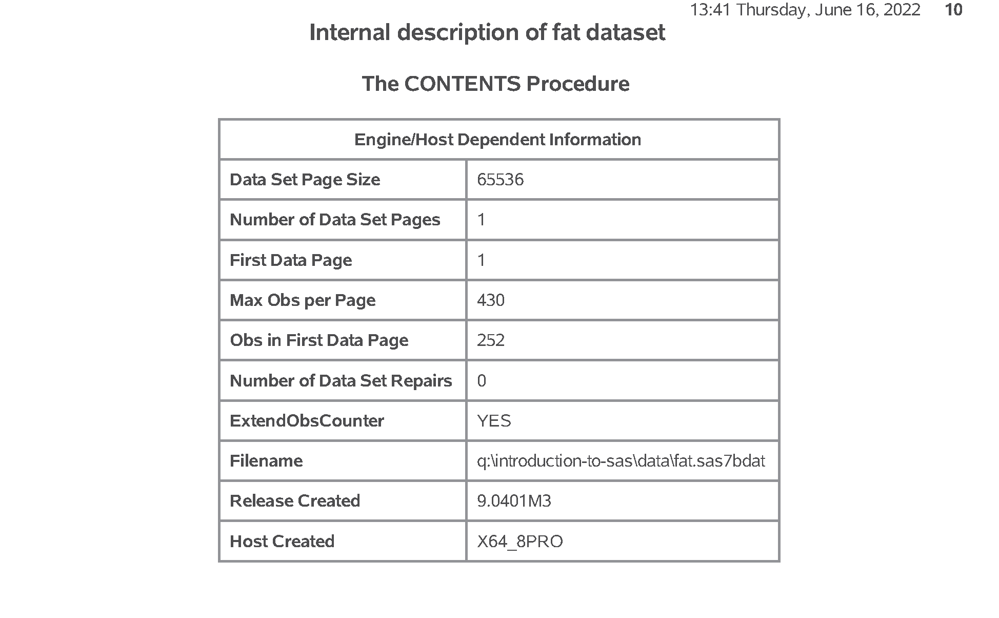 13:41 Thursday, June 16, 2022 10
Internal description of fat dataset
The CONTENTS Procedure
Engine/Host Dependent Information
Data Set Page Size 65536
Number of Data Set Pages 1
First Data Page 1
Max Obs per Page 430
Obs in First Data Page 252
Number of Data Set Repairs 0
ExtendObsCounter YES
Filename q:\introduction-to-sas\data\fat.sas7bdat
Release Created 9.0401M3
Host Created X64_8PRO